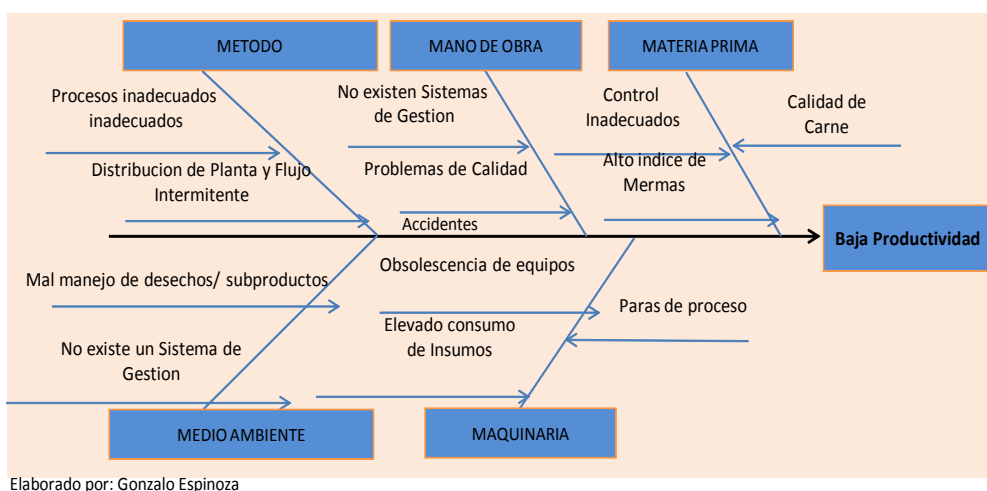 METODO
MANO DE OBRA
MATERIA PRIMA
Procesos inadecuados
inadecuados
Distribucion de Planta y Flujo
Intermitente
No existen Sistemas
de Gestion
Problemas de Calidad
Accidentes
Control
Inadecuados
Alto indice de
Mermas
Calidad de
Carne
Baja Productividad
Mal manejo de desechos/ subproductos
No existe un Sistema de
Gestion
Obsolescencia de equipos
Elevado consumo
de Insumos
Paras de proceso
MEDIO AMBIENTE
MAQUINARIA
Elaborado por: Gonzalo Espinoza